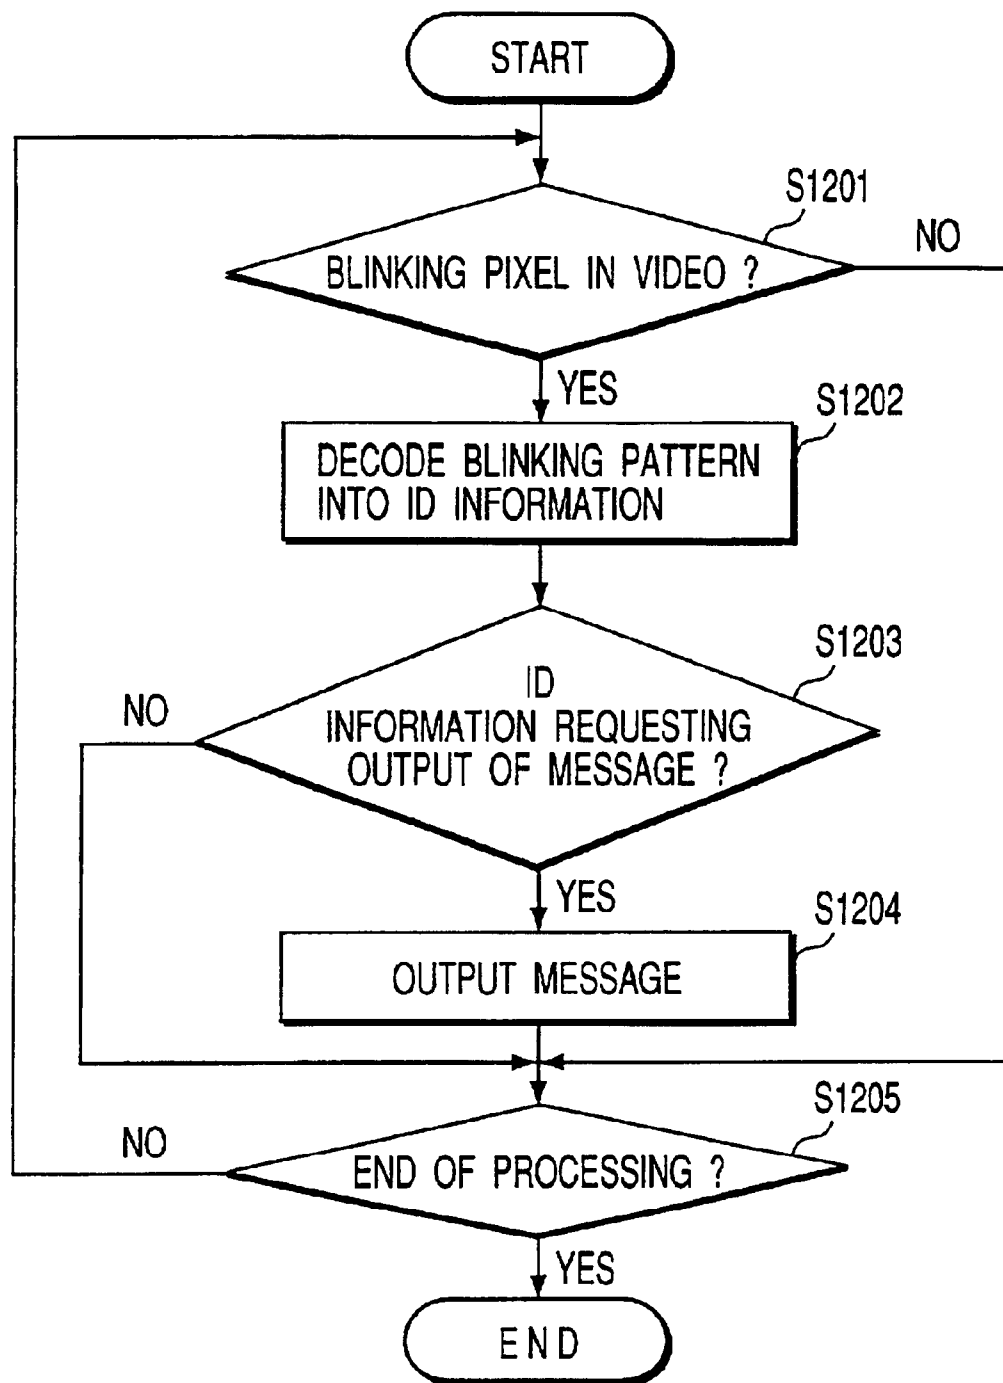 START
S1201
NO
BLINKING PIXEL IN VIDEO ?
YES
S1202
DECODE BLINKING PATTERN
INTO ID INFORMATION
S1203
NO
ID
INFORMATION REQUESTING
OUTPUT OF MESSAGE ?
YES
S1204
OUTPUT MESSAGE
S1205
NO
END OF PROCESSING ?
YES
END